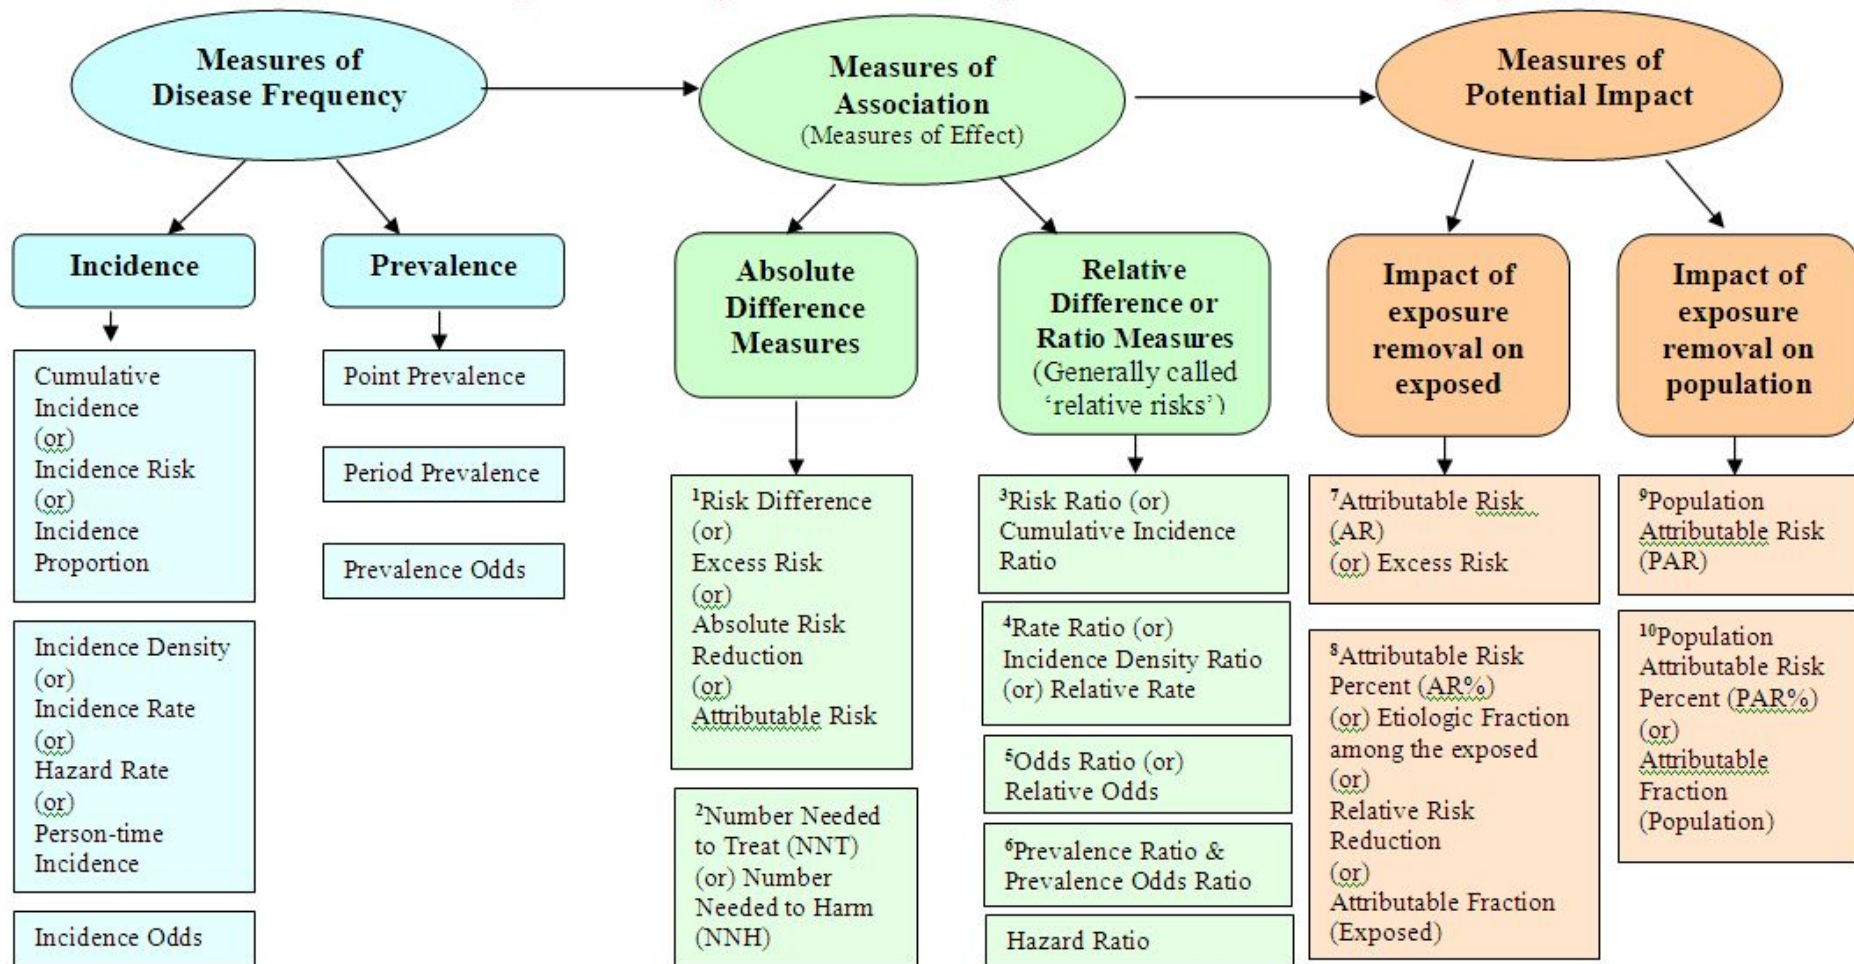 Measures of
Disease Frequency
Measures of
Association
(Measures of Effect)
Measures of
Potential Impact
Incidence
Prevalence
Absolute
Difference
Measures
Relative
Difference or
Ratio Measures
(Generally called
‘relative risks’)
Impact of
exposure
removal on
exposed
Impact of
exposure
removal on
population
Cumulative
Incidence
(or)
Incidence Risk
(or)
Incidence
Proportion
Incidence Density
(or)
Incidence Rate
(or)
Hazard Rate
(or)
Person-time
Incidence
Incidence Odds
Point Prevalence
Period Prevalence
Prevalence Odds
¹Risk Difference
(or)
Excess Risk
(or)
Absolute Risk
Reduction
(or)
Attributable Risk
²Number Needed
to Treat (NNT)
(or) Number
Needed to Harm
(NNH)
³Risk Ratio (or)
Cumulative Incidence
Ratio
⁴Rate Ratio (or)
Incidence Density Ratio
(or) Relative Rate
⁵Odds Ratio (or)
Relative Odds
⁶Prevalence Ratio &
Prevalence Odds Ratio
Hazard Ratio
⁷Attributable Risk
(AR)
(or) Excess Risk
⁸Attributable Risk
Percent (AR%)
(or) Etiologic Fraction
among the exposed
(or)
Relative Risk
Reduction
(or)
Attributable Fraction
(Exposed)
⁹Population
Attributable Risk
(PAR)
¹⁰Population
Attributable Risk
Percent (PAR%)
(or)
Attributable
Fraction
(Population)